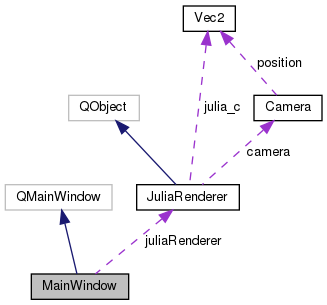 Vec2
position
QObject
julia_c
Camera
camera
QMainWindow
JuliaRenderer
juliaRenderer
MainWindow